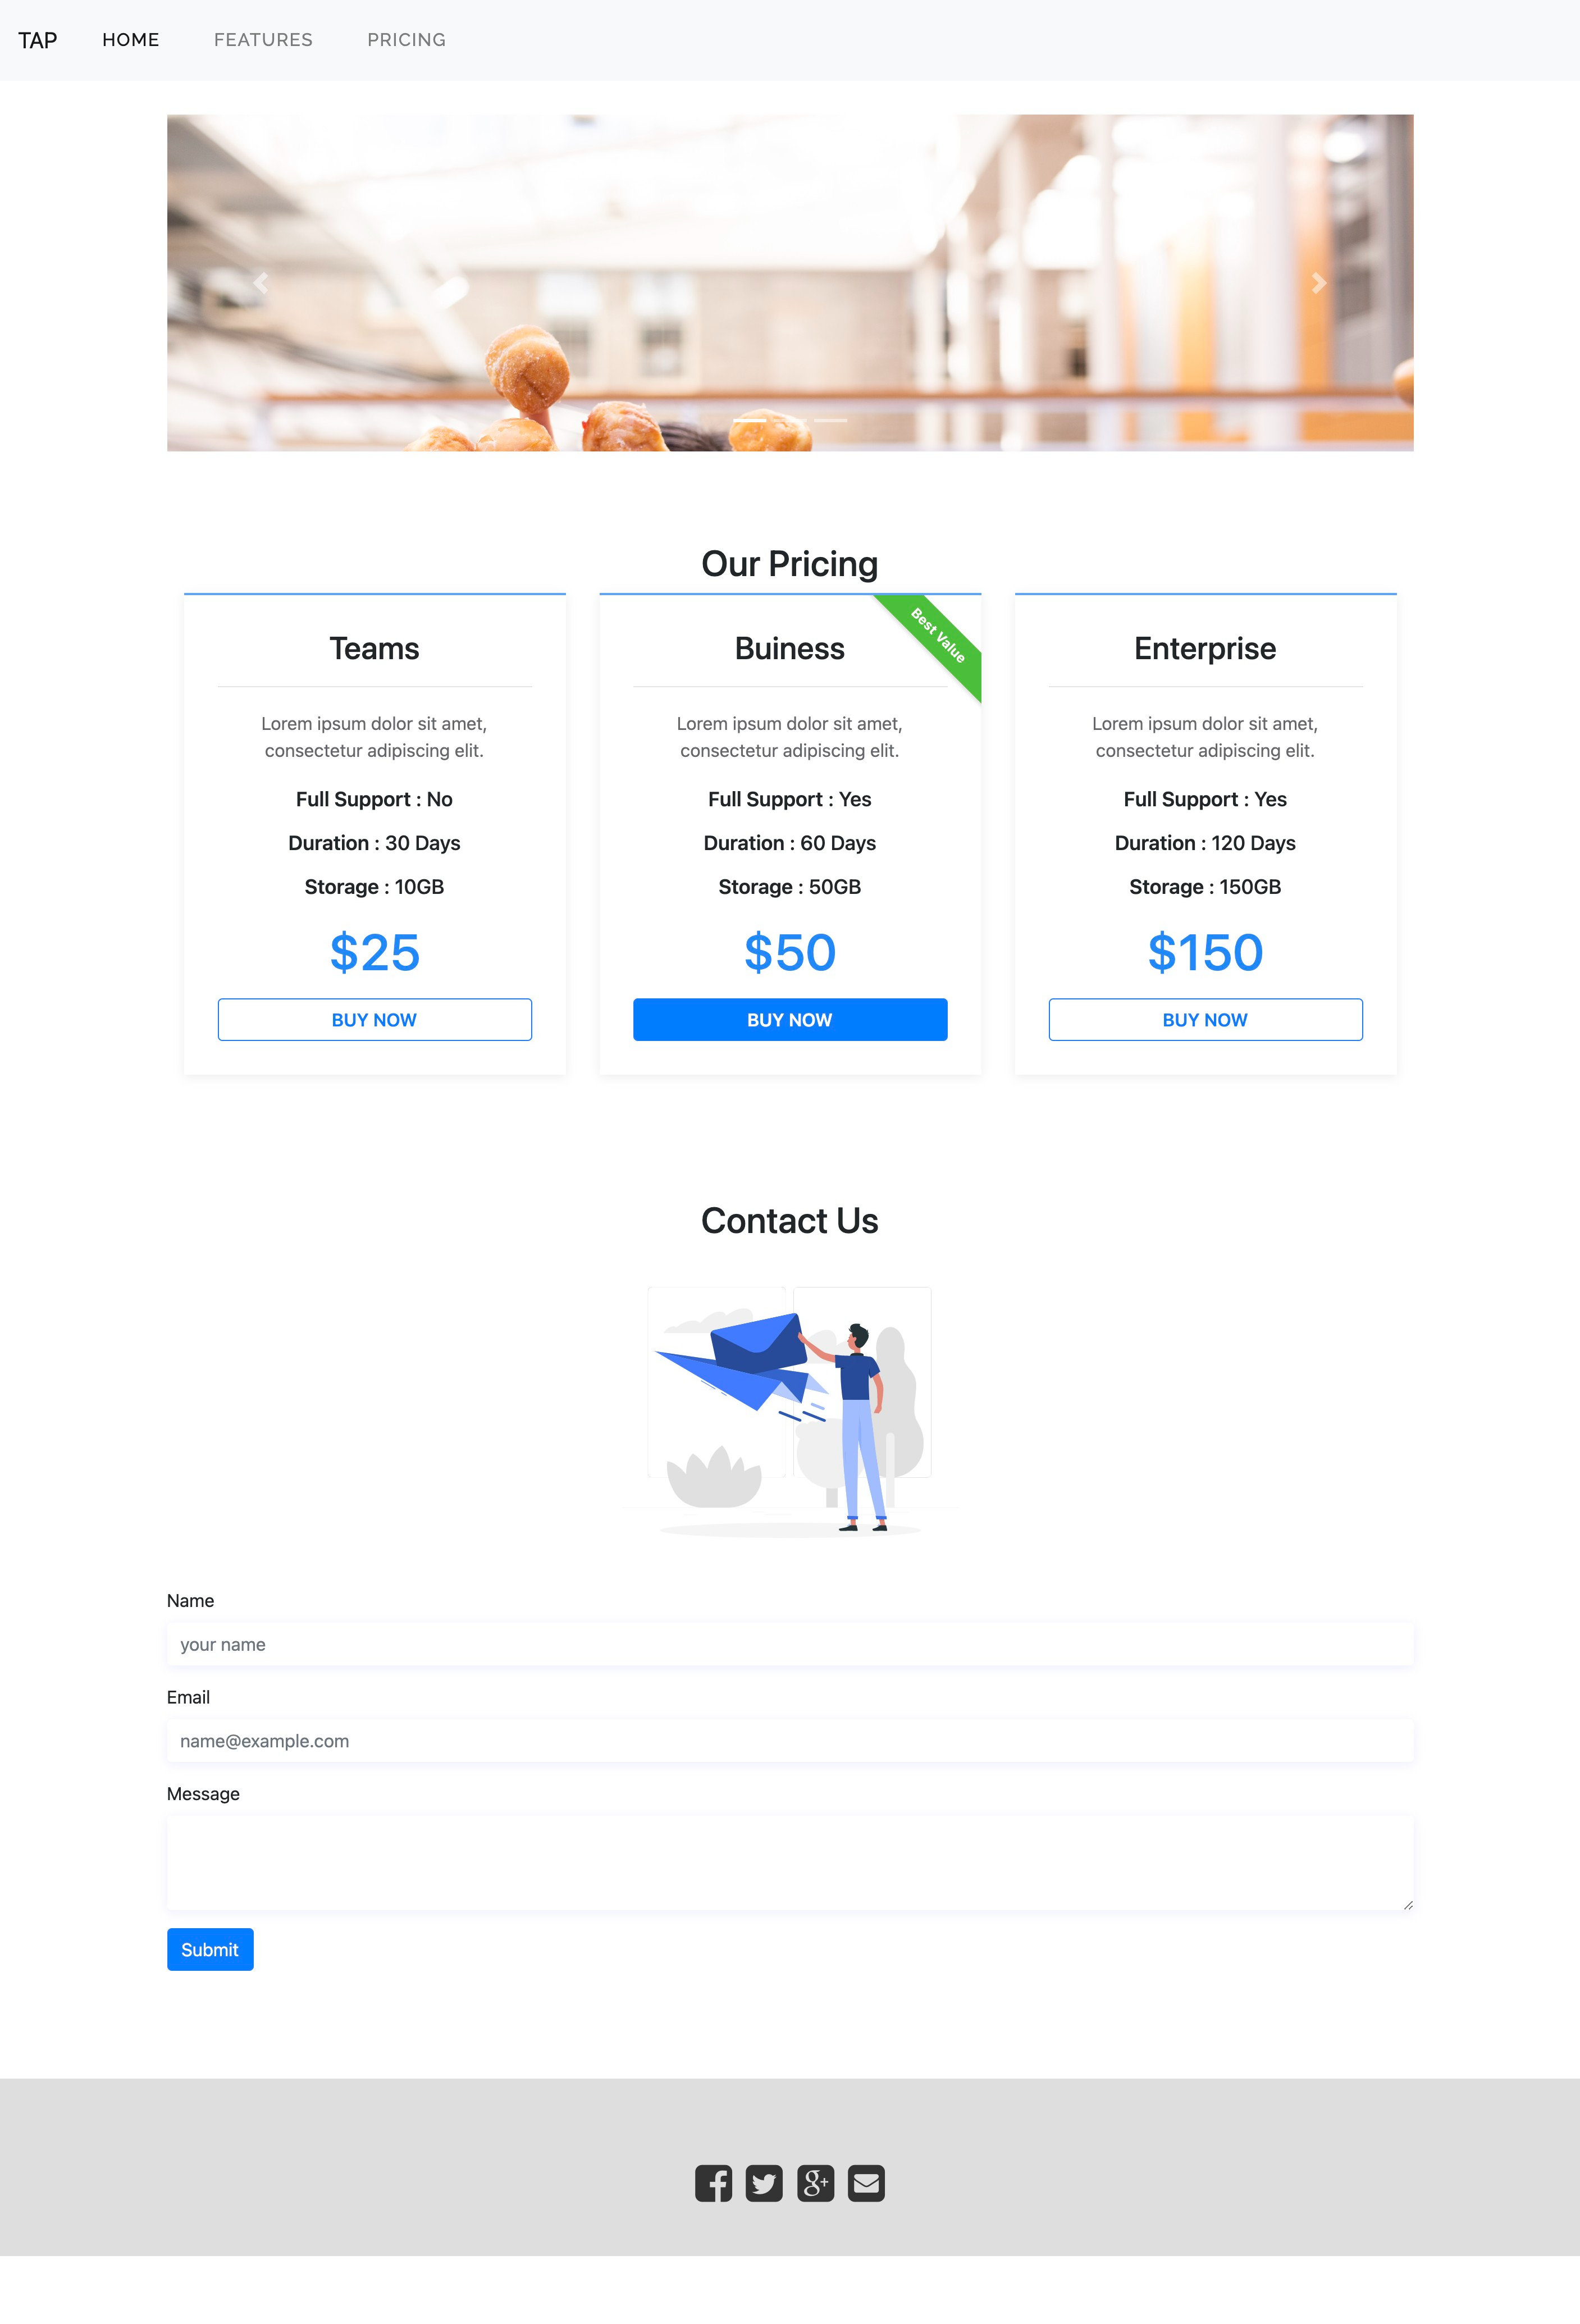 TAP HOME FEATURES PRICING
Our Pricing
Teams
Lorem ipsum dolor sit amet,
consectetur adipiscing elit.
Full Support : No
Duration : 30 Days
Storage : 10GB
$25
BUY NOW
Best Value
Buiness
Lorem ipsum dolor sit amet,
consectetur adipiscing elit.
Full Support : Yes
Duration : 60 Days
Storage : 50GB
$50
BUY NOW
Enterprise
Lorem ipsum dolor sit amet,
consectetur adipiscing elit.
Full Support : Yes
Duration : 120 Days
Storage : 150GB
$150
BUY NOW
Contact Us
Name
your name
Email
name@example.com
Message
Submit